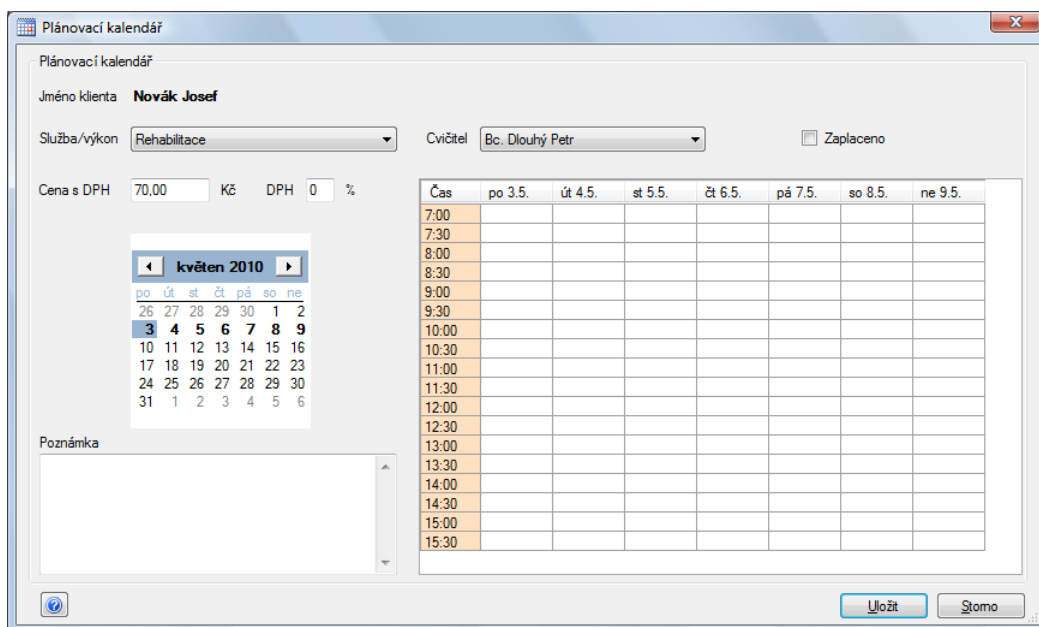 Plánovací kalendář
X
Plánovací kalendář
Jméno klienta Novák Josef
Služba/výkon Rehabilitace Cvičitel Bc. Dlouhý Petr Zaplaceno
Cena s DPH 70,00 Kč DPH 0 %
květen 2010
po út st čt pá so ne
26 27 28 29 30 1 2
3 4 5 6 7 8 9
10 11 12 13 14 15 16
17 18 19 20 21 22 23
24 25 26 27 28 29 30
31 1 2 3 4 5 6
Poznámka
Čas po 3.5. út 4.5. st 5.5. čt 6.5. pá 7.5. so 8.5. ne 9.5.
7:00
7:30
8:00
8:30
9:00
9:30
10:00
10:30
11:00
11:30
12:00
12:30
13:00
13:30
14:00
14:30
15:00
15:30
?
Uložit Storno